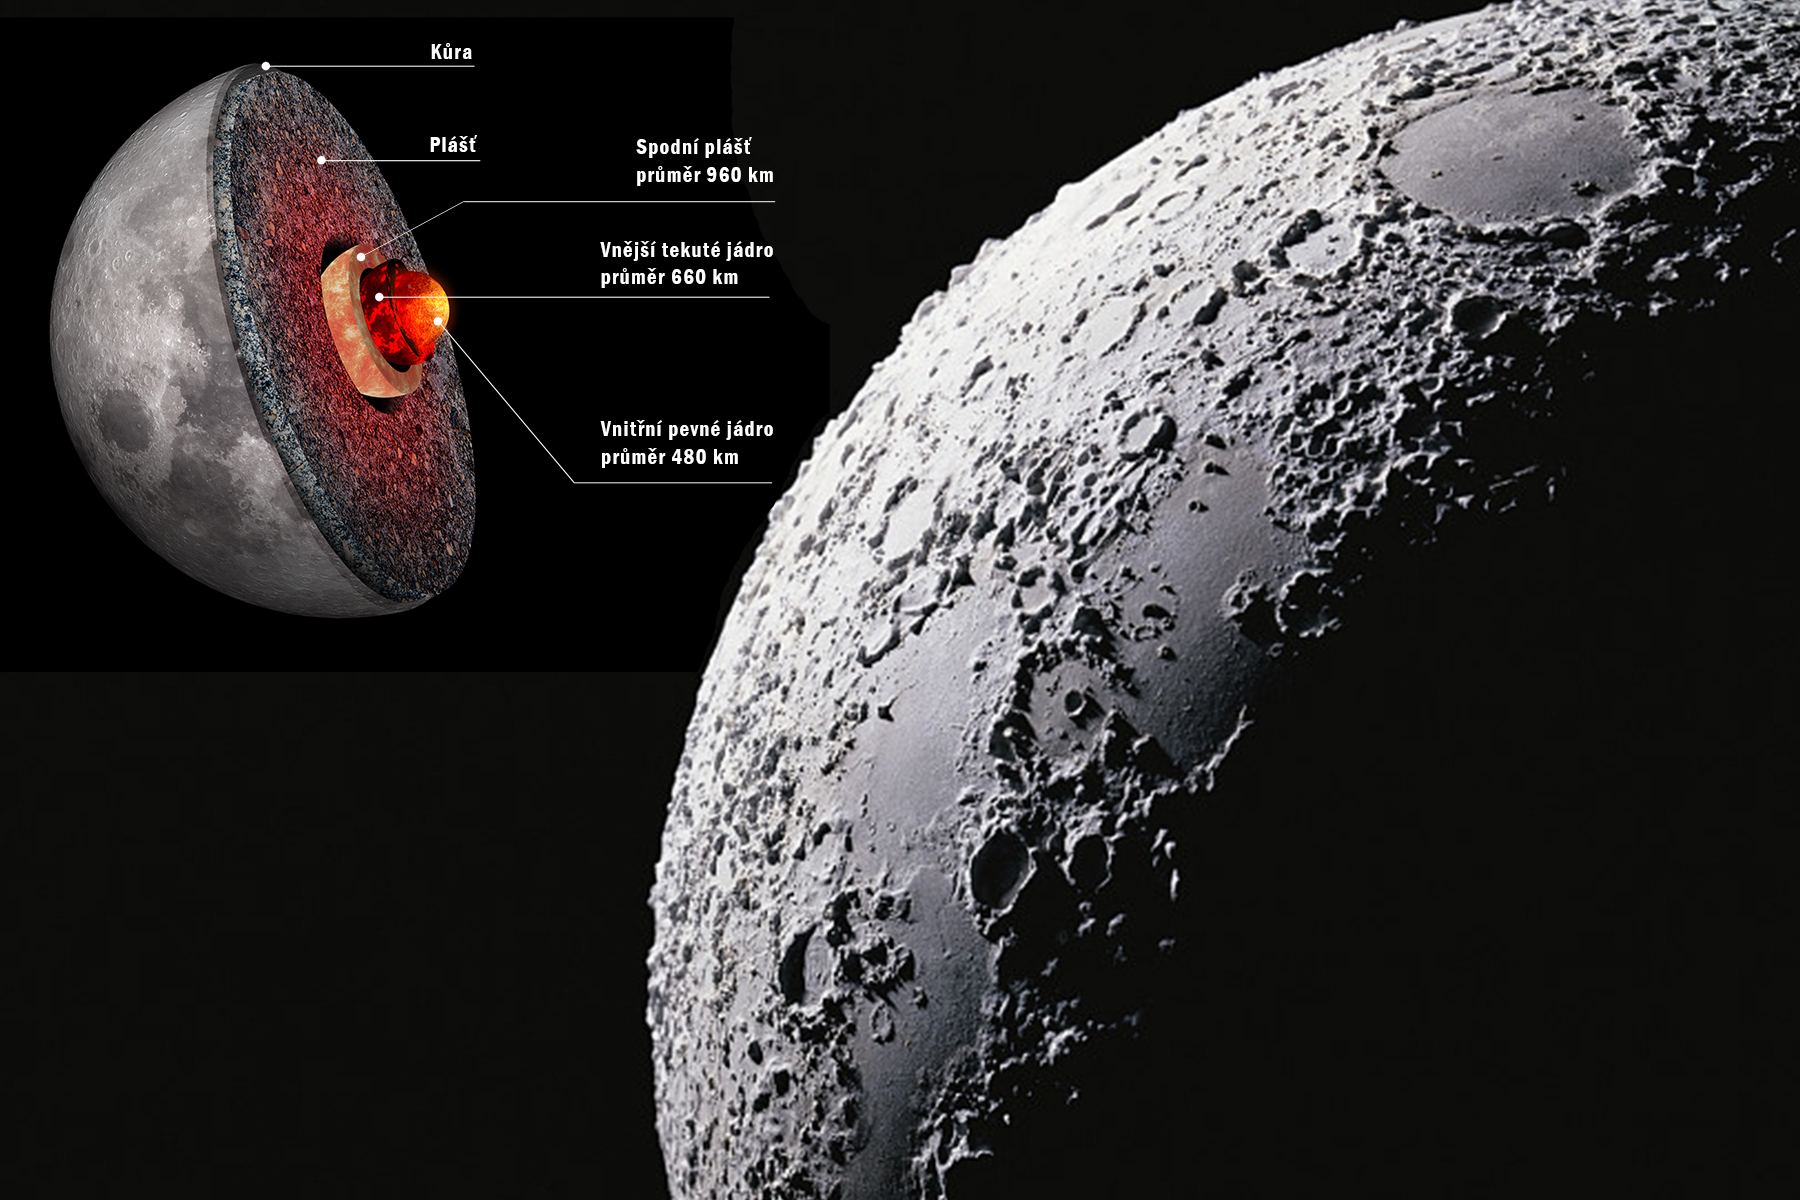 Kůra
Plášť
Spodní plášť
průměr 960 km
Vnější tekuté jádro
průměr 660 km
Vnitřní pevné jádro
průměr 480 km